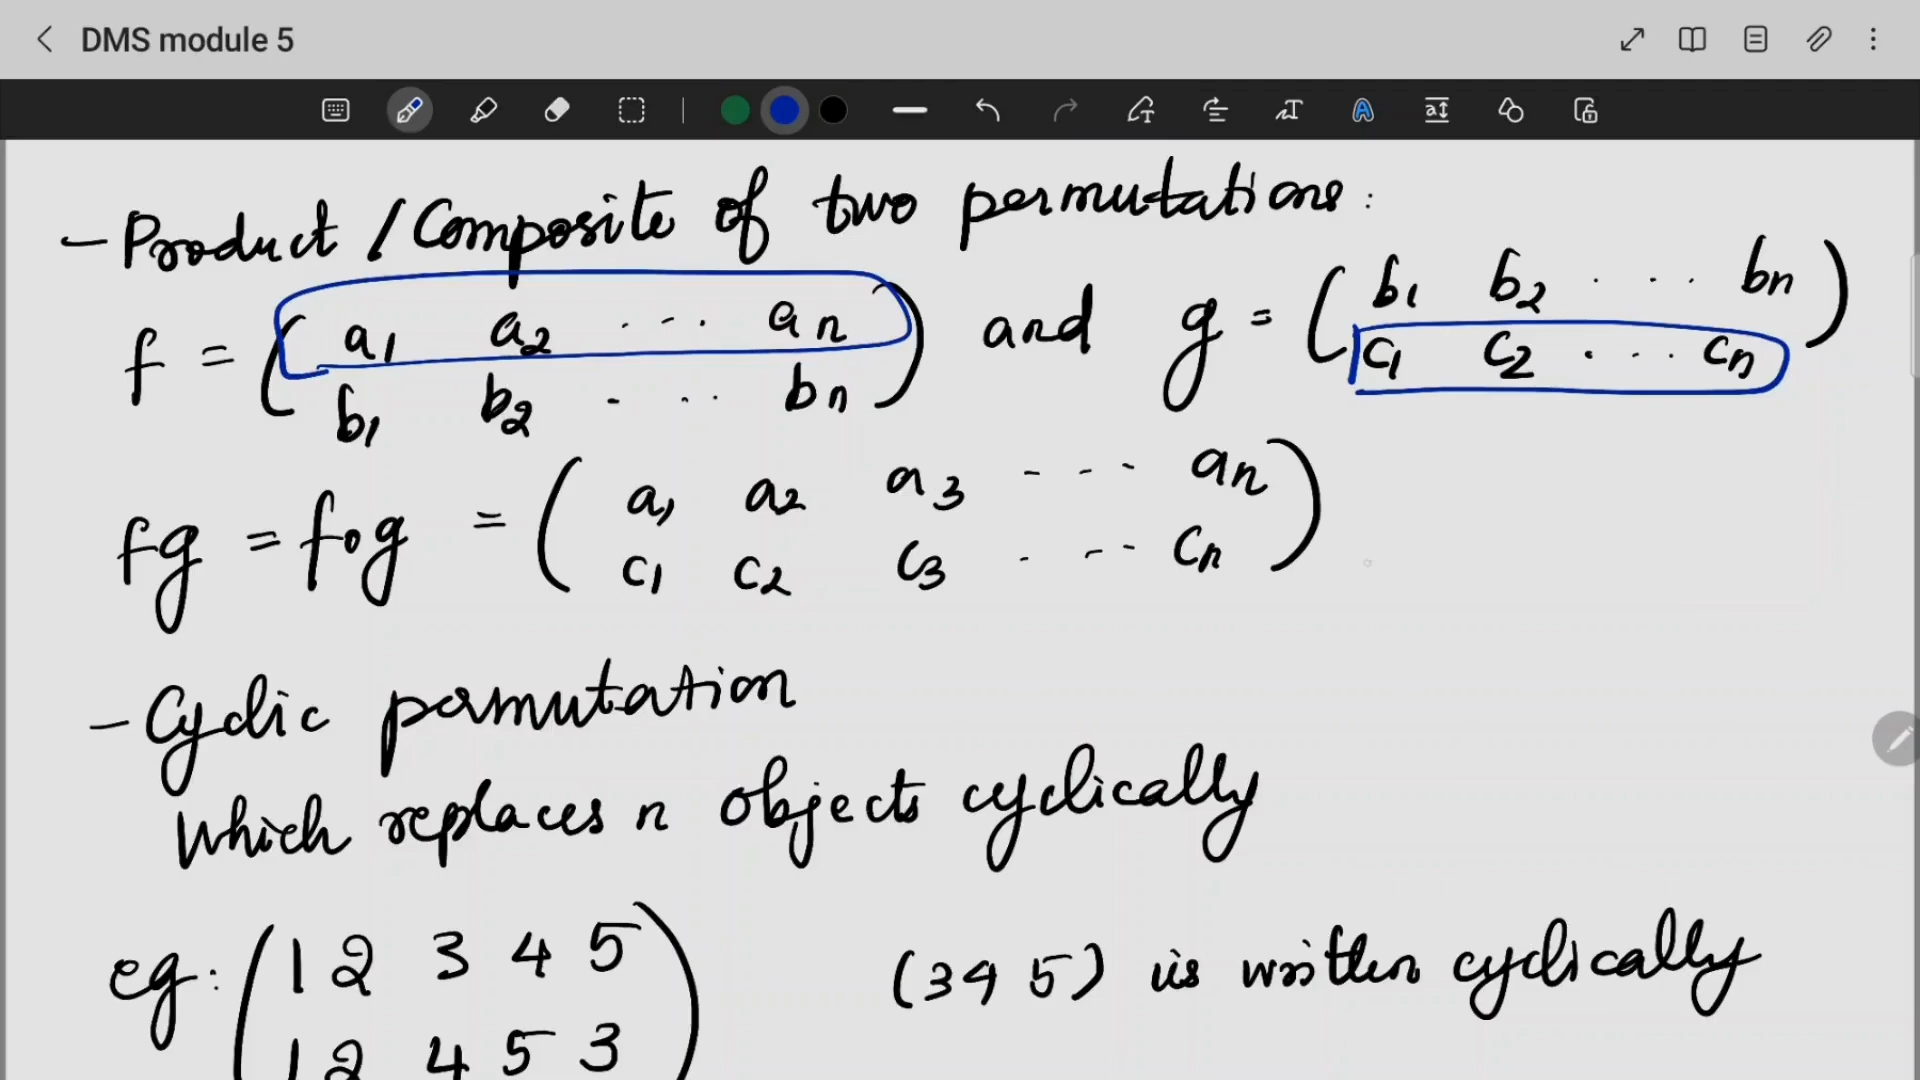 DMS module 5
- Product / Composite of two permutations:
f = ( a1 a2 ... an ) and g = ( b1 b2 ... bn )
b1 b2 ... bn c1 c2 ... cn
fg = fog = ( a1 a2 a3 ... an )
c1 c2 c3 ... cn
- Cyclic permutation
Which replaces n objects cyclically
eg: ( 1 2 3 4 5 ) (3 4 5) is written cyclically
1 2 4 5 3